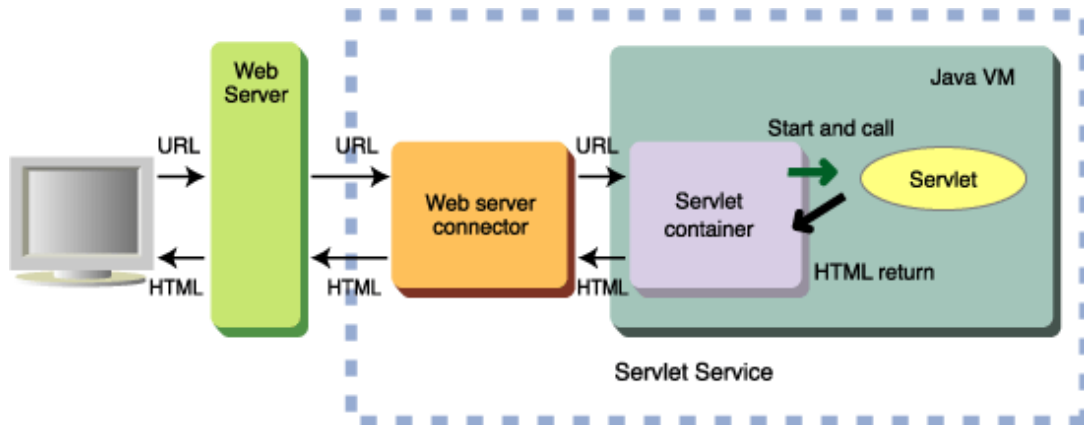 Web
Server
Java VM
URL
URL
URL
Start and call
Servlet
Web server
connector
Servlet
container
HTML
HTML
HTML
HTML return
Servlet Service